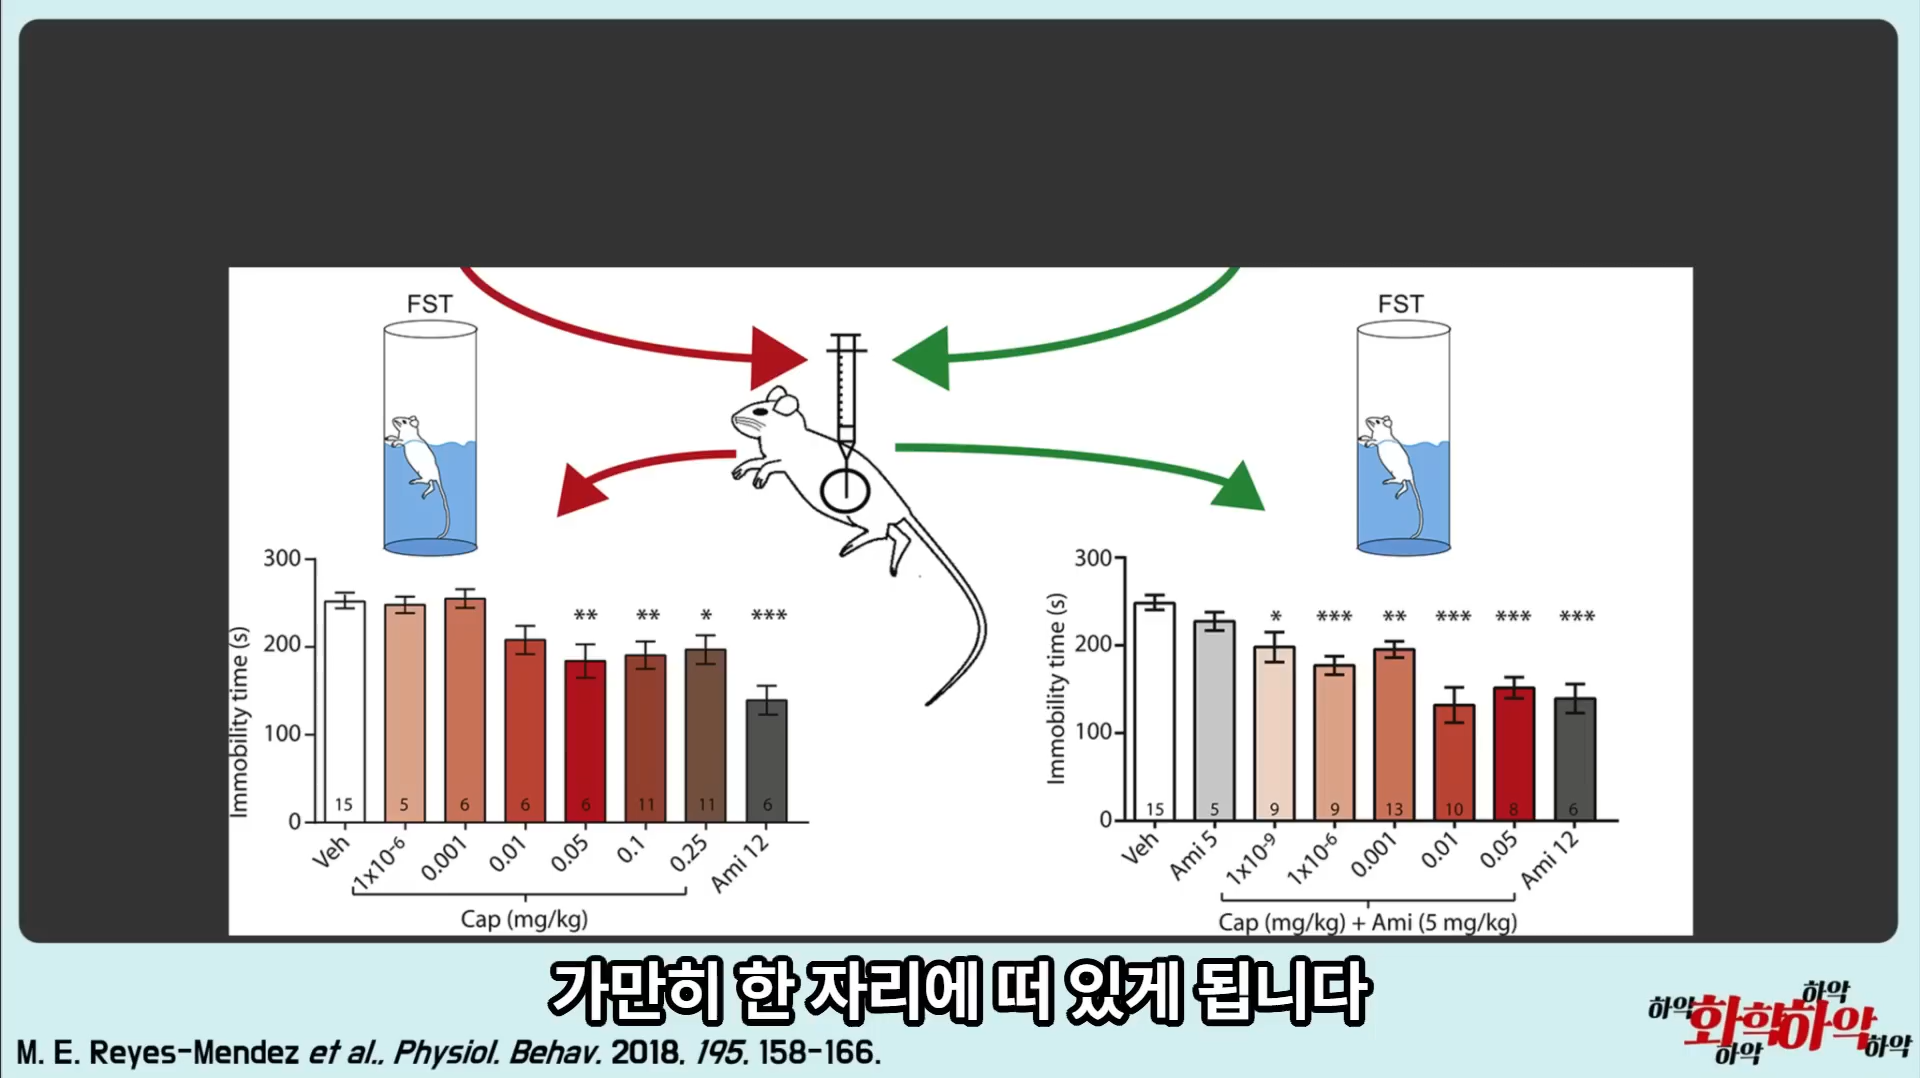 FST
FST
300
200
100
0
Immobility time (s)
** ** * ***
15 5 6 6 6 11 11 6
Veh 1x10-6 0.001 0.01 0.05 0.1 0.25 Ami 12
Cap (mg/kg)
300
200
100
0
Immobility time (s)
* *** ** *** *** ***
15 5 9 9 13 10 8 6
Veh Ami 5 1x10-9 1x10-6 0.001 0.01 0.05 Ami 12
Cap (mg/kg) + Ami (5 mg/kg)
가만히 한 자리에 떠 있게 됩니다
M. E. Reyes-Mendez et al., Physiol. Behav. 2018, 195, 158-166.
하악 화학하악 하악 하악 하악